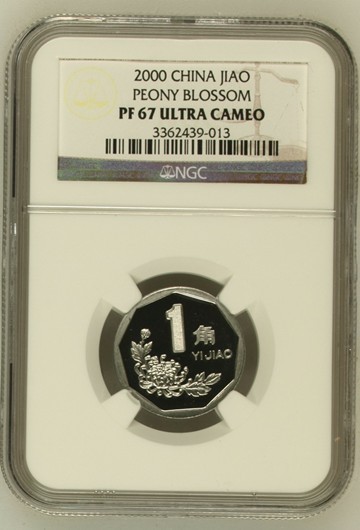 2000 CHINA JIAO
PEONY BLOSSOM
PF 67 ULTRA CAMEO
3362439-013
NGC
1角
YI JIAO